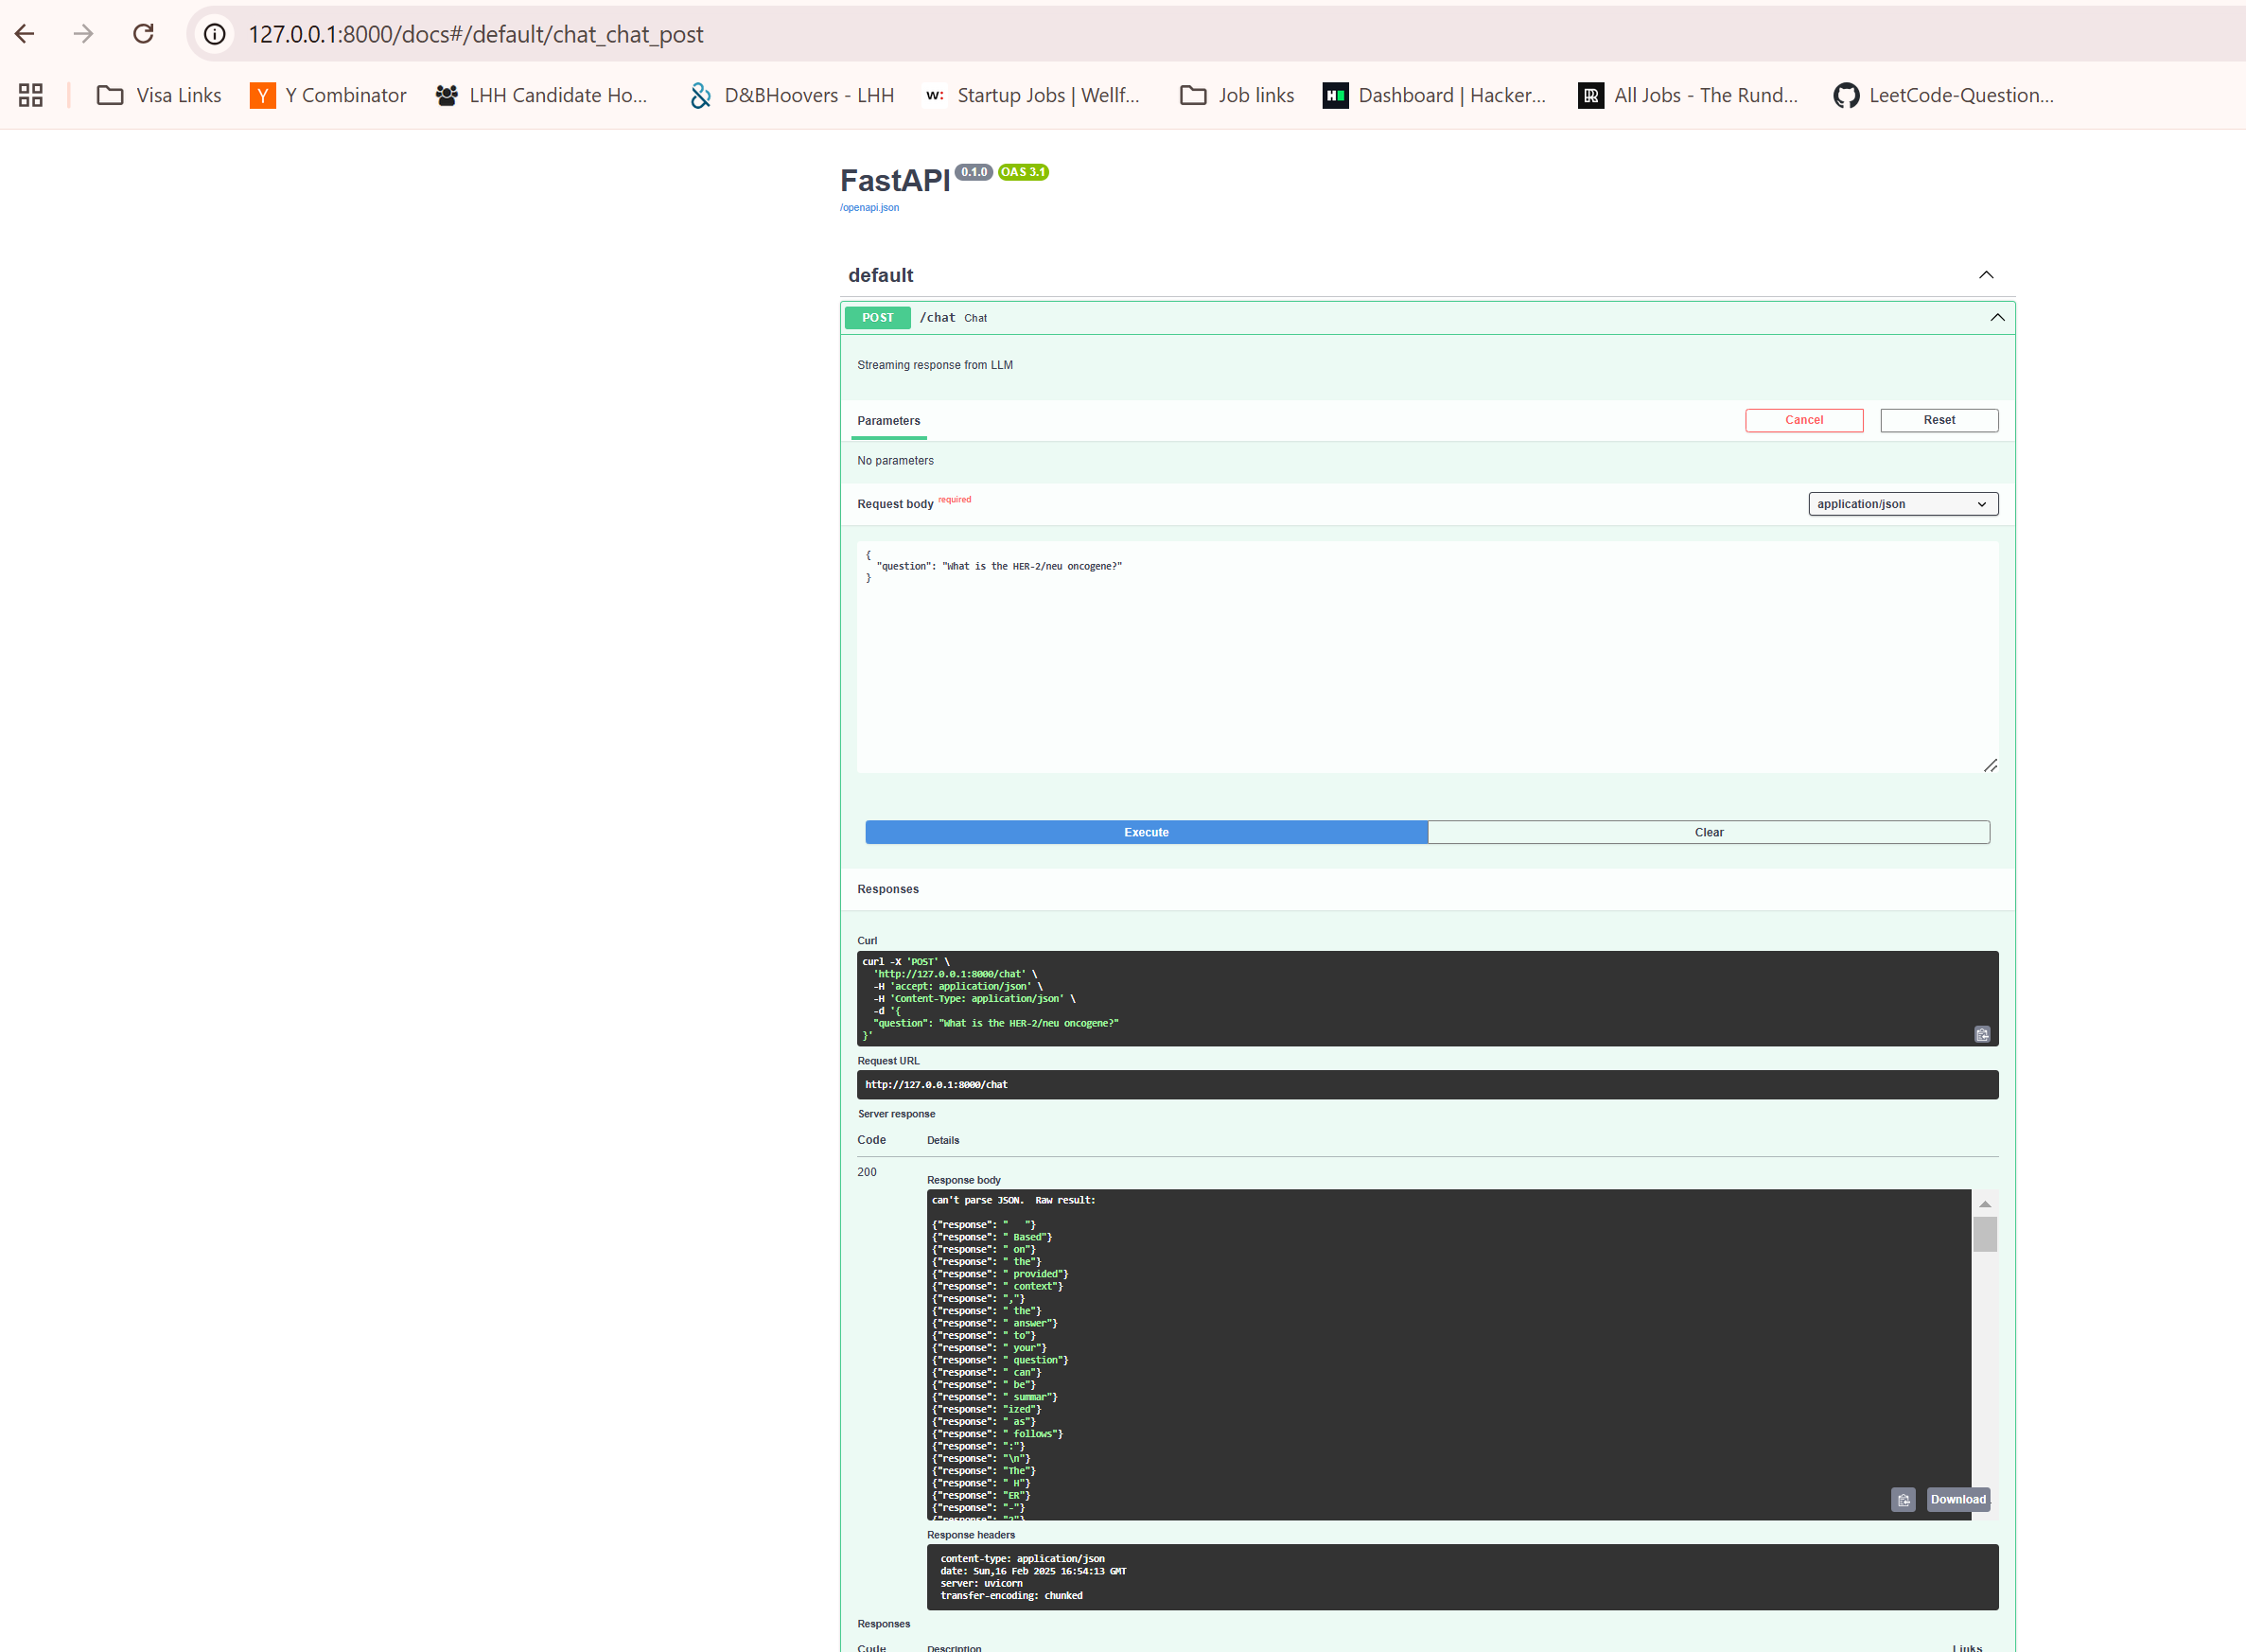 127.0.0.1:8000/docs#/default/chat_chat_post
Visa Links
Y Combinator
LHH Candidate Ho...
D&BHoovers - LHH
w: Startup Jobs | Wellf...
Job links
Dashboard | Hacker...
All Jobs - The Rund...
LeetCode-Question...
FastAPI 0.1.0 OAS 3.1
/openapi.json
default
POST /chat Chat
Streaming response from LLM
Parameters
Cancel
Reset
No parameters
Request body required
application/json
{
"question": "What is the HER-2/neu oncogene?"
}
Execute
Clear
Responses
Curl
curl -X 'POST' \
'http://127.0.0.1:8000/chat' \
-H 'accept: application/json' \
-H 'Content-Type: application/json' \
-d '{
"question": "What is the HER-2/neu oncogene?"
}'
Request URL
http://127.0.0.1:8000/chat
Server response
Code Details
200
Response body
can't parse JSON.  Raw result:
{"response": "   "}
{"response": " Based"}
{"response": " on"}
{"response": " the"}
{"response": " provided"}
{"response": " context"}
{"response": ","}
{"response": " the"}
{"response": " answer"}
{"response": " to"}
{"response": " your"}
{"response": " question"}
{"response": " can"}
{"response": " be"}
{"response": " summar"}
{"response": "ized"}
{"response": " as"}
{"response": " follows"}
{"response": ":"}
{"response": "\n"}
{"response": "The"}
{"response": " H"}
{"response": "ER"}
{"response": "-"}
{"response": "2"}
Download
Response headers
content-type: application/json
date: Sun,16 Feb 2025 16:54:13 GMT
server: uvicorn
transfer-encoding: chunked
Responses
Code Description Links